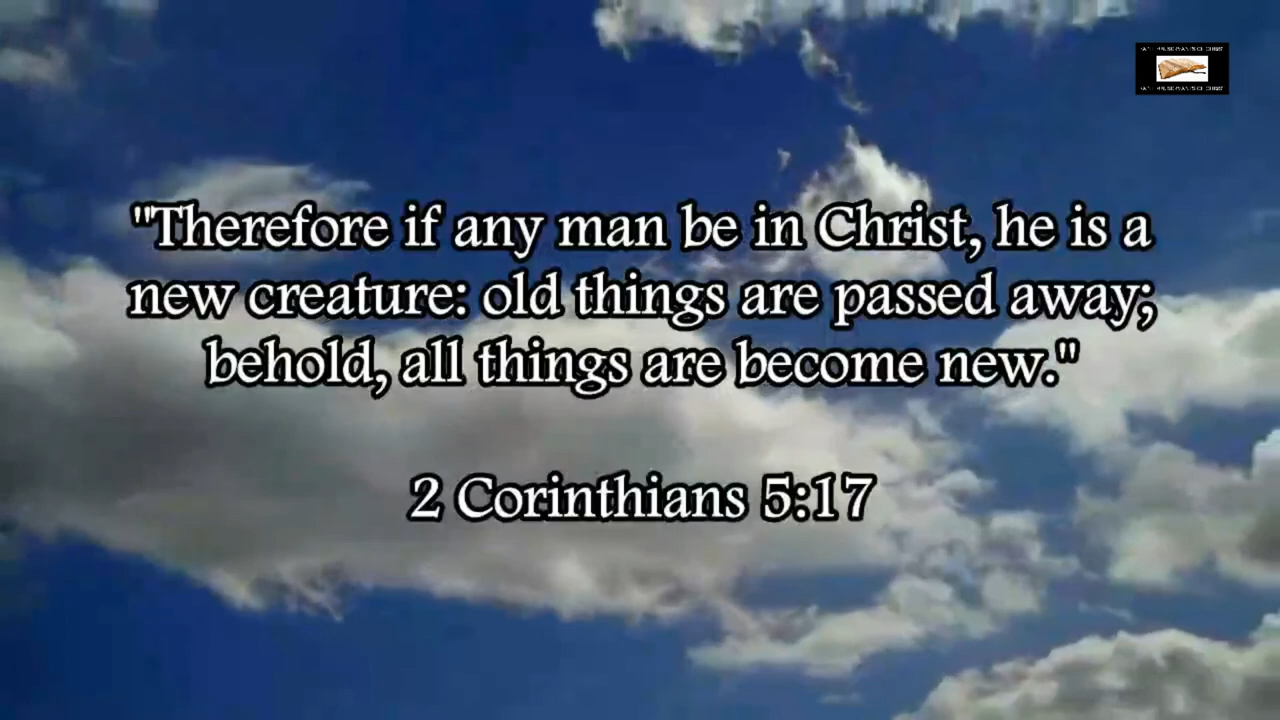 "Therefore if any man be in Christ, he is a
new creature: old things are passed away;
behold, all things are become new."
2 Corinthians 5:17